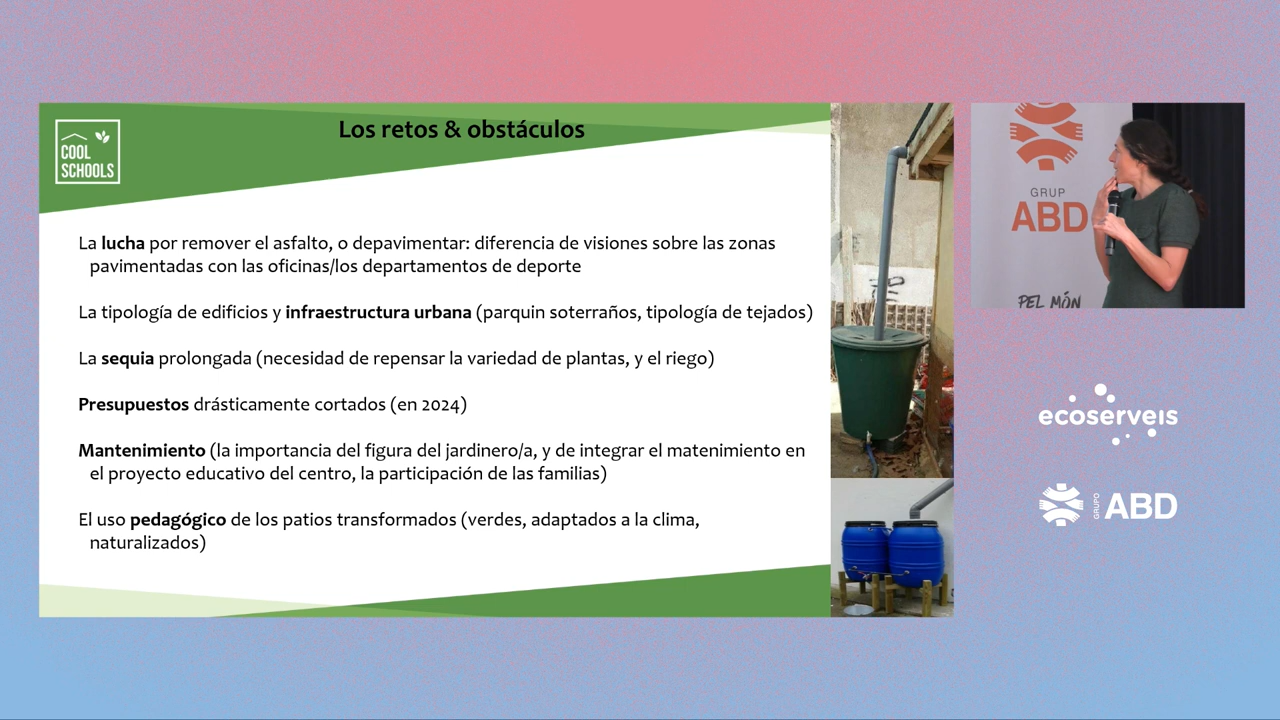 COOL
SCHOOLS
Los retos & obstáculos
La lucha por remover el asfalto, o depavimentar: diferencia de visiones sobre las zonas
pavimentadas con las oficinas/los departamentos de deporte
La tipología de edificios y infraestructura urbana (parquin soterraños, tipología de tejados)
La sequia prolongada (necesidad de repensar la variedad de plantas, y el riego)
Presupuestos drásticamente cortados (en 2024)
Mantenimiento (la importancia del figura del jardinero/a, y de integrar el matenimiento en
el proyecto educativo del centro, la participación de las familias)
El uso pedagógico de los patios transformados (verdes, adaptados a la clima,
naturalizados)
GRUP
ABD
PEL MÓN
ecoserveis
GRUPO
ABD